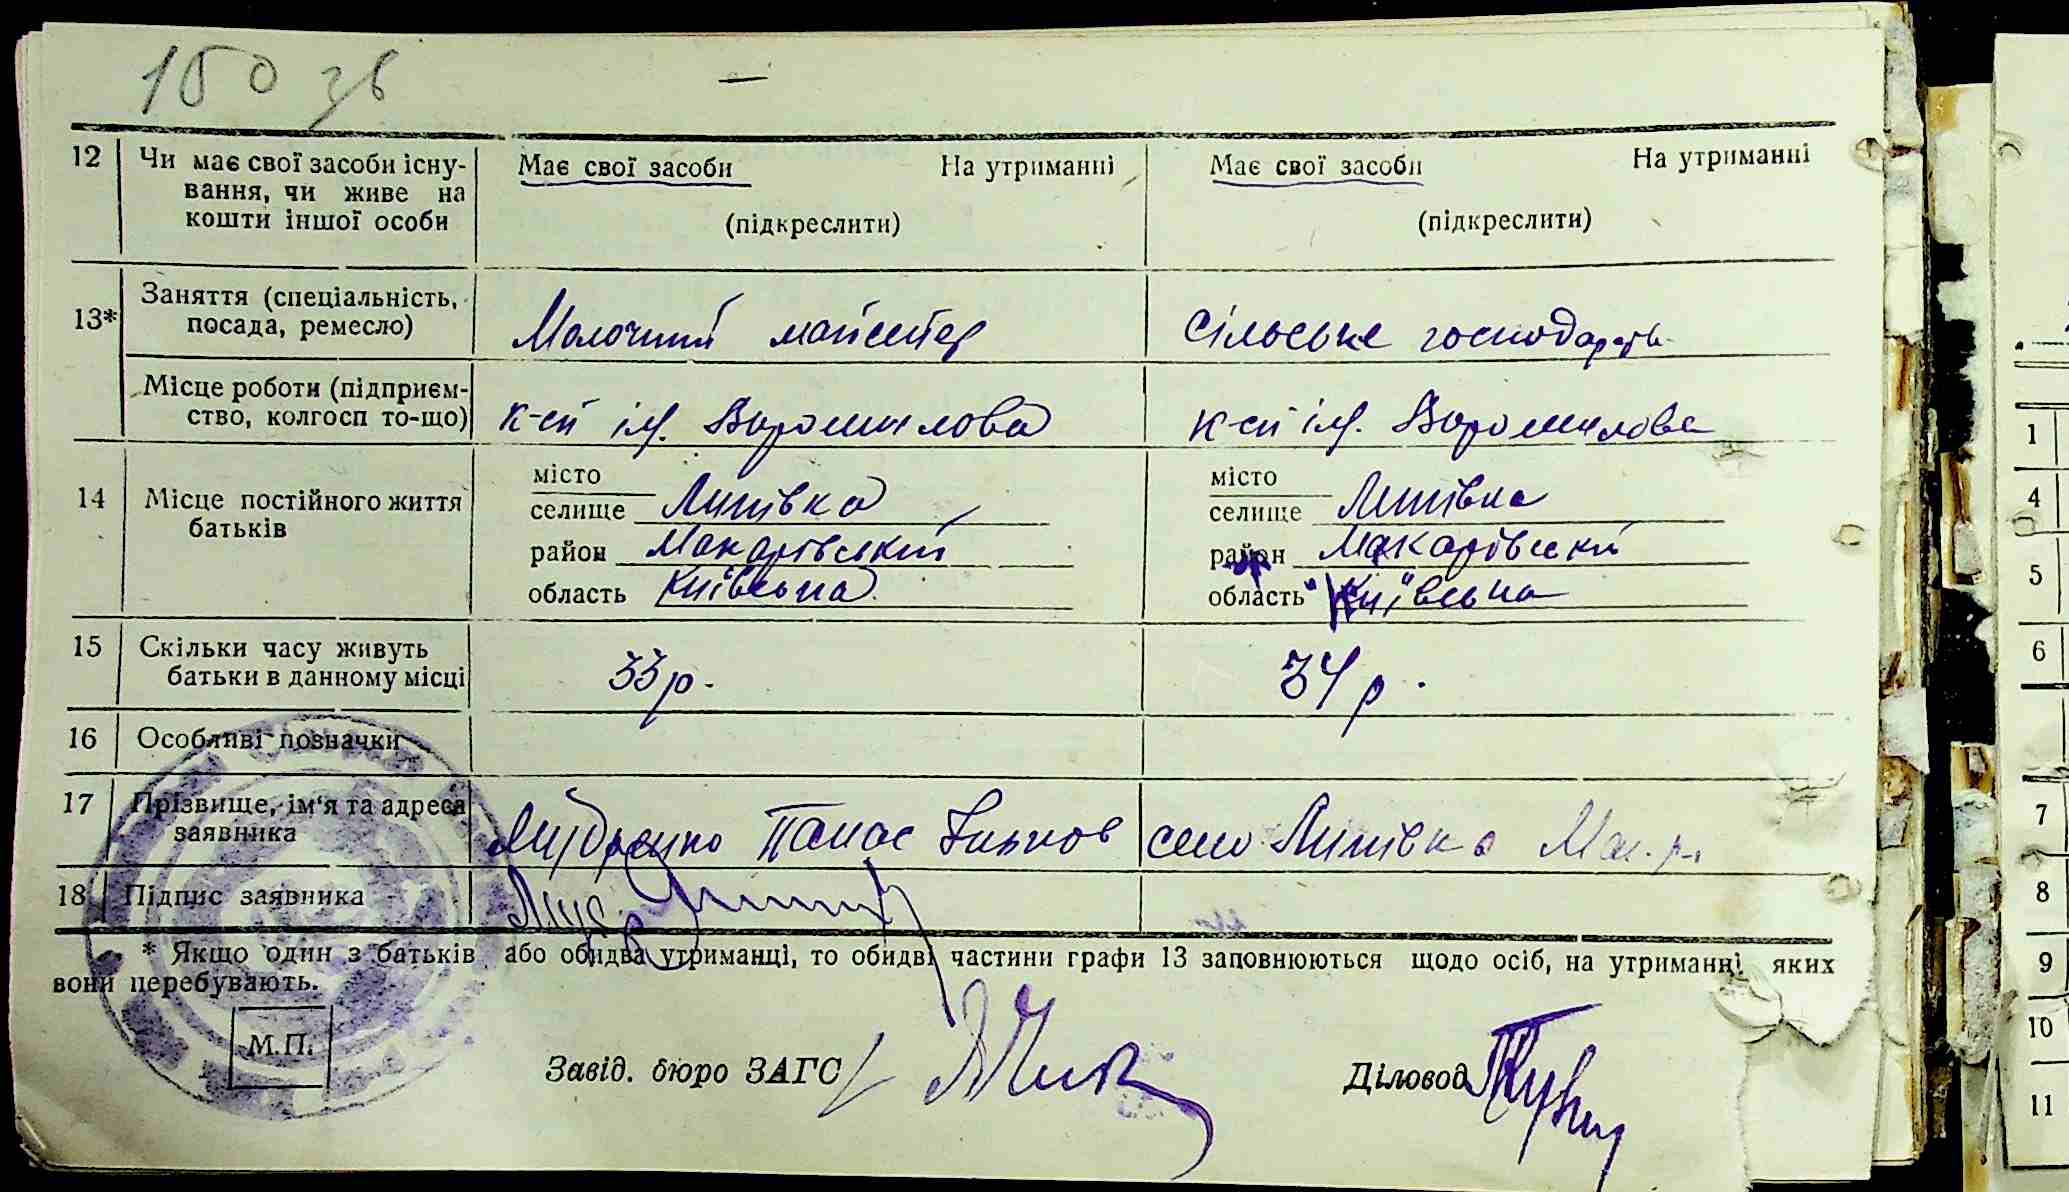 150 зв
—
12 Чи має свої засоби існу-
вання, чи живе на
кошти іншої особи
Має свої засоби На утриманні
(підкреслити)
Має свої засоби На утриманні
(підкреслити)
13* Заняття (спеціальність,
посада, ремесло)
Молочний майстер
Сільське господарств
Місце роботи (підприєм-
ство, колгосп то-що)
к-сп ім. Ворошилова
к-сп ім. Ворошилова
14 Місце постійного життя
батьків
місто
селище Липівка
район Макарівський
область Київська
місто
селище Липівка
район Макарівський
область Київська
15 Скільки часу живуть
батьки в данному місці
33 р.
34 р.
16 Особливі позначки
17 Прізвище, ім'я та адреса
заявника
Панас село Липівка Мак. р.
18 Підпис заявника
* Якщо один з батьків або обидва утриманці, то обидві частини графи 13 заповнюються щодо осіб, на утриманні яких
вони перебувають.
М.П.
Завід. бюро ЗАГС
Діловод
1
4
5
6
7
8
9
10
11